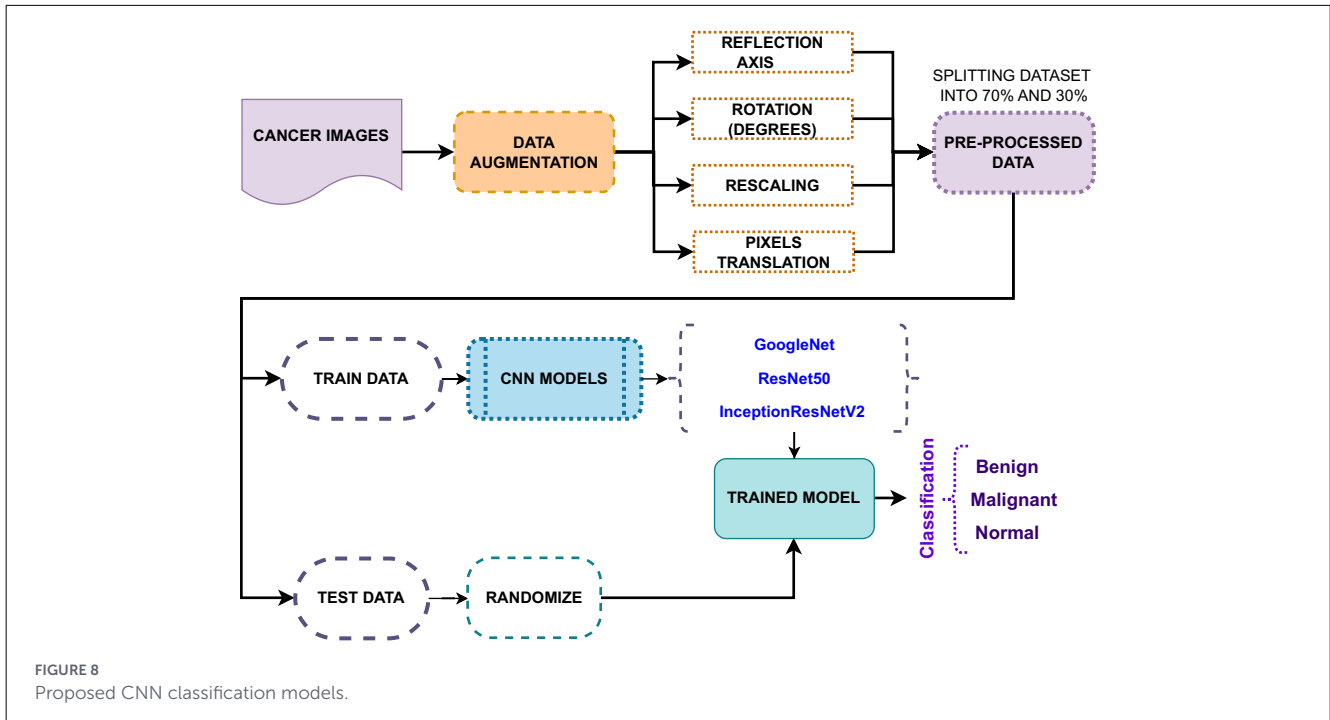 CANCER IMAGES
DATA
AUGMENTATION
REFLECTION
AXIS
ROTATION
(DEGREES)
RESCALING
PIXELS
TRANSLATION
SPLITTING DATASET
INTO 70% AND 30%
PRE-PROCESSED
DATA
TRAIN DATA
CNN MODELS
GoogleNet
ResNet50
InceptionResNetV2
TRAINED MODEL
Classification
Benign
Malignant
Normal
TEST DATA
RANDOMIZE
FIGURE 8
Proposed CNN classification models.